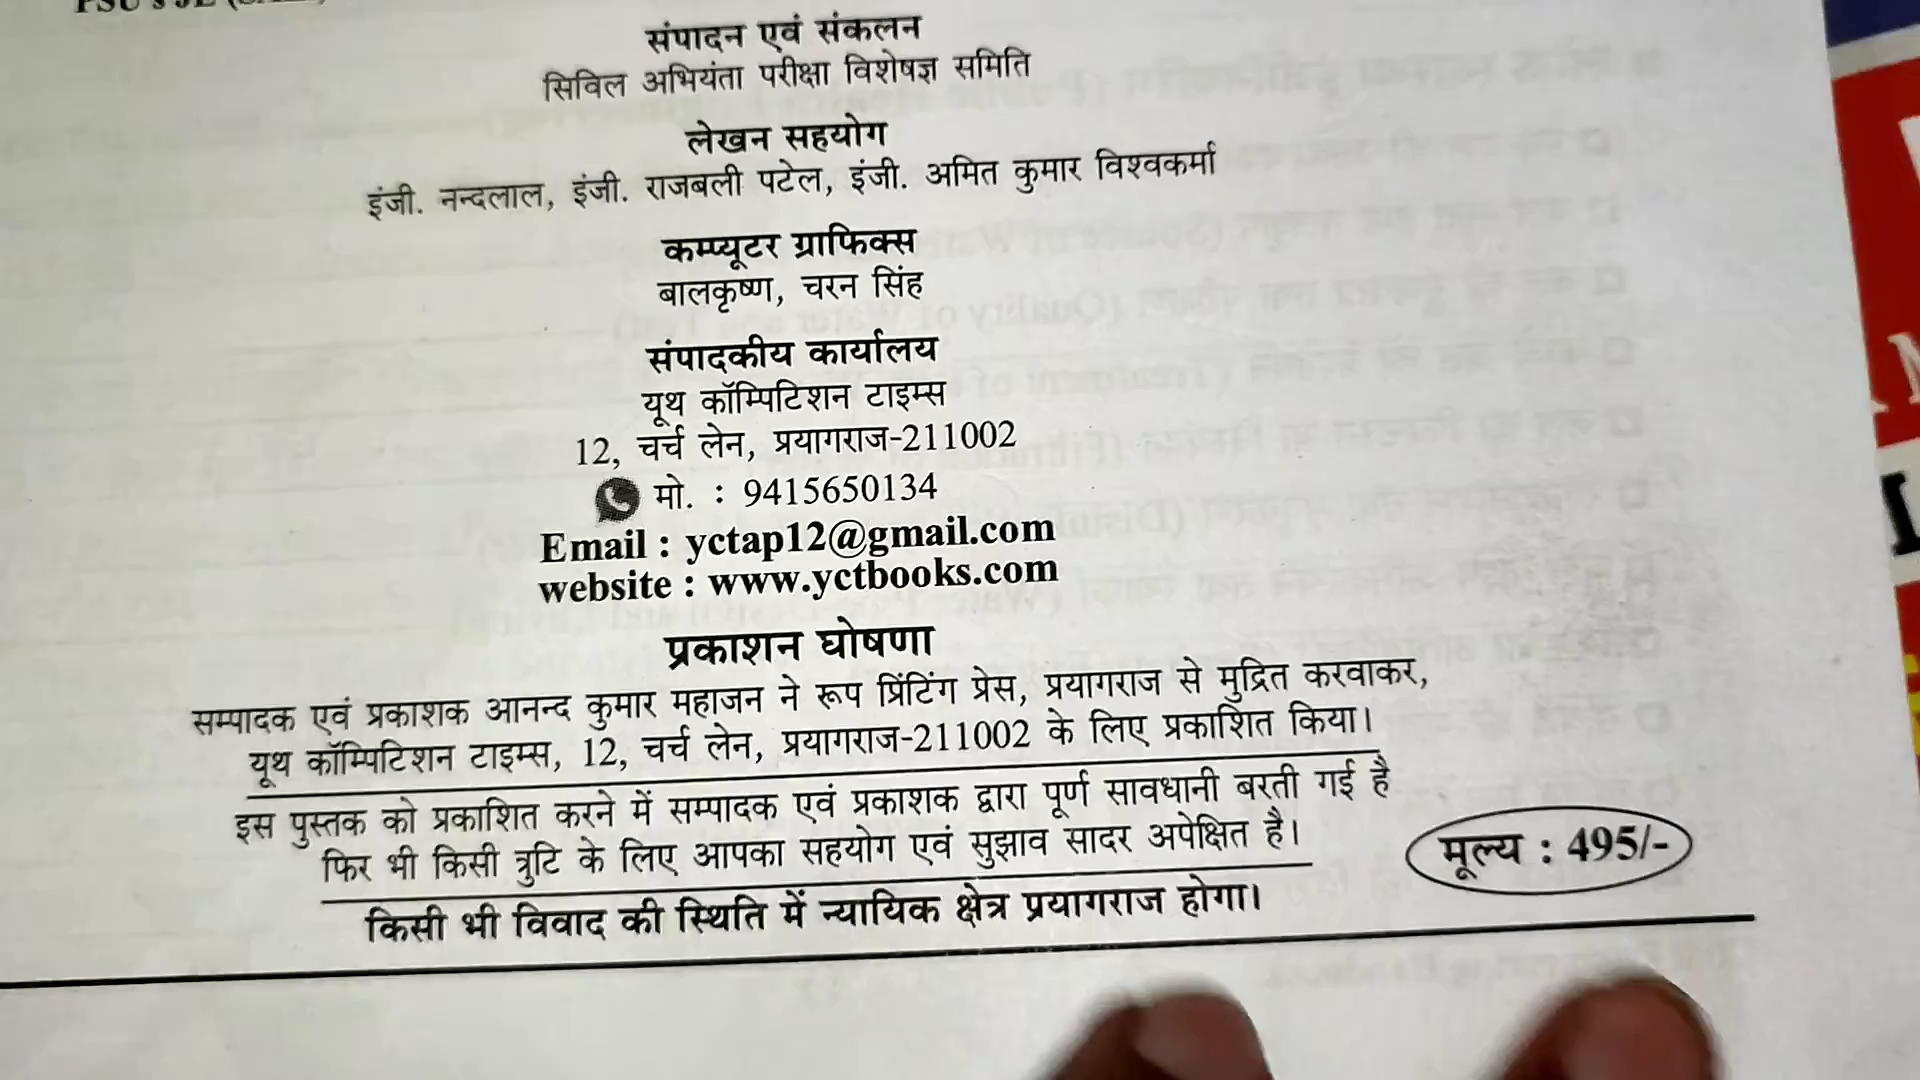 संपादन एवं संकलन
सिविल अभियंता परीक्षा विशेषज्ञ समिति
लेखन सहयोग
इंजी. नन्दलाल, इंजी. राजबली पटेल, इंजी. अमित कुमार विश्वकर्मा
कम्प्यूटर ग्राफिक्स
बालकृष्ण, चरन सिंह
संपादकीय कार्यालय
यूथ कॉम्पिटिशन टाइम्स
12, चर्च लेन, प्रयागराज-211002
मो. : 9415650134
Email : yctap12@gmail.com
website : www.yctbooks.com
प्रकाशन घोषणा
सम्पादक एवं प्रकाशक आनन्द कुमार महाजन ने रूप प्रिंटिंग प्रेस, प्रयागराज से मुद्रित करवाकर,
यूथ कॉम्पिटिशन टाइम्स, 12, चर्च लेन, प्रयागराज-211002 के लिए प्रकाशित किया।
इस पुस्तक को प्रकाशित करने में सम्पादक एवं प्रकाशक द्वारा पूर्ण सावधानी बरती गई है
फिर भी किसी त्रुटि के लिए आपका सहयोग एवं सुझाव सादर अपेक्षित है।
मूल्य : 495/-
किसी भी विवाद की स्थिति में न्यायिक क्षेत्र प्रयागराज होगा।